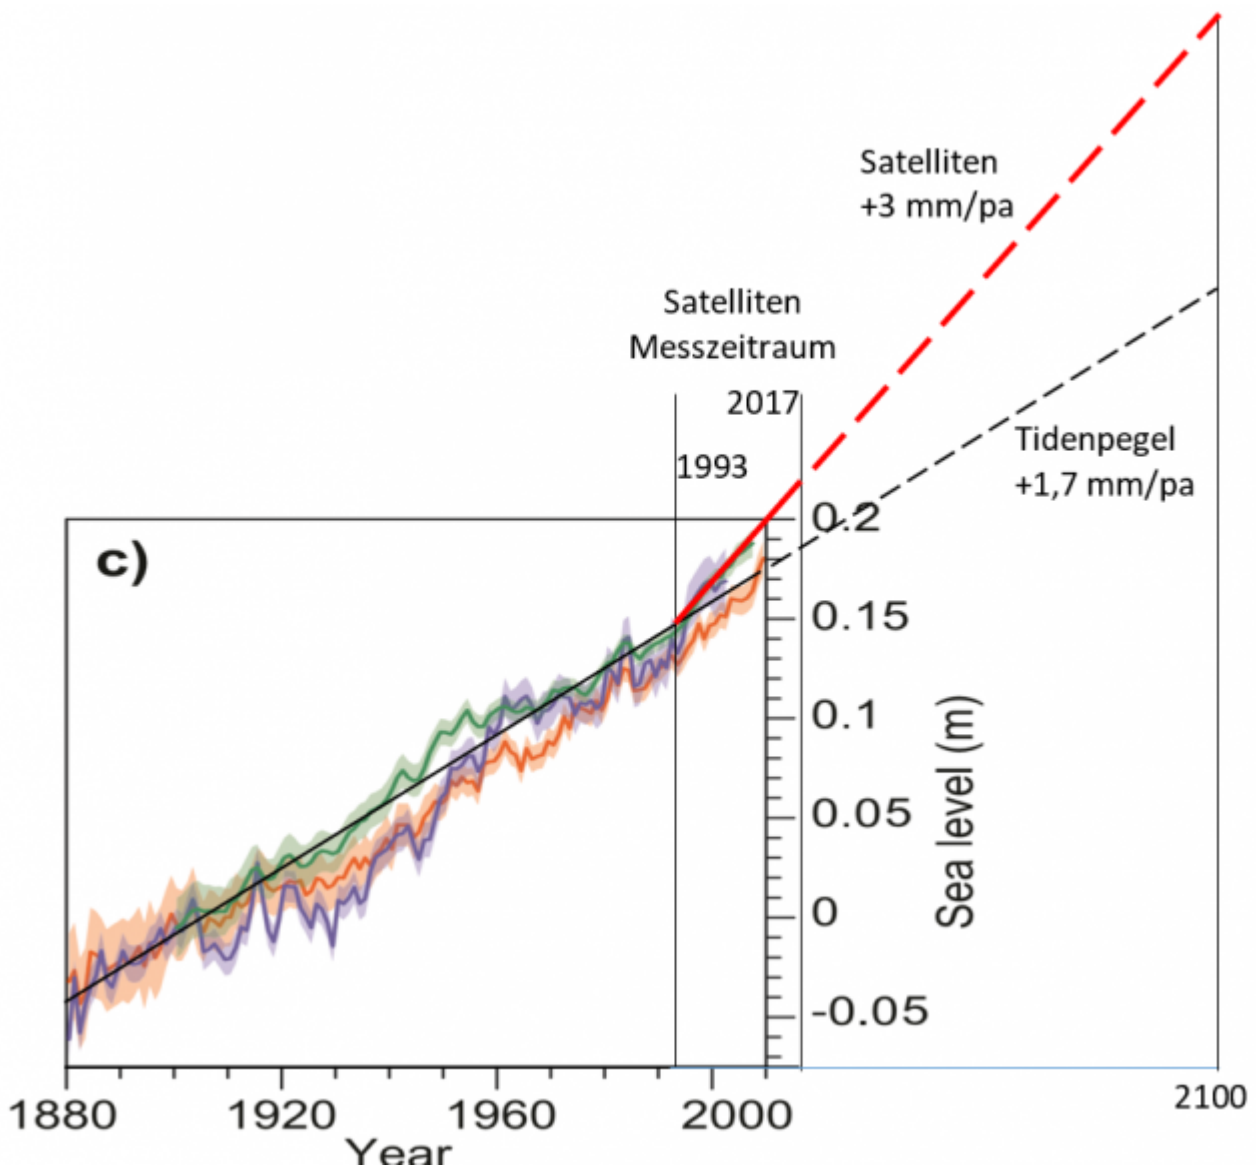 Satelliten
+3 mm/pa
Satelliten
Messzeitraum
2017
1993
Tidenpegel
+1,7 mm/pa
c)
0.2
0.15
0.1
0.05
0
-0.05
Sea level (m)
1880 1920 1960 2000 2100
Year